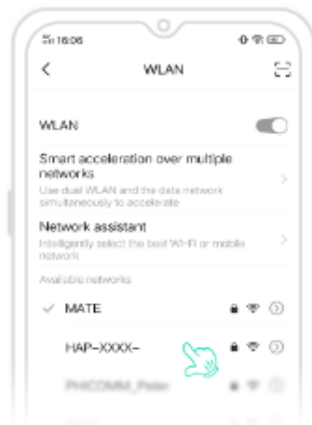 16:06
WLAN
WLAN
Smart acceleration over multiple
networks
Use dual WLAN and the data network
simultaneously to accelerate
Network assistant
Intelligently select the best Wi-Fi or mobile
network
Available networks
MATE
HAP-XXXX-
PHICOMM_Peter